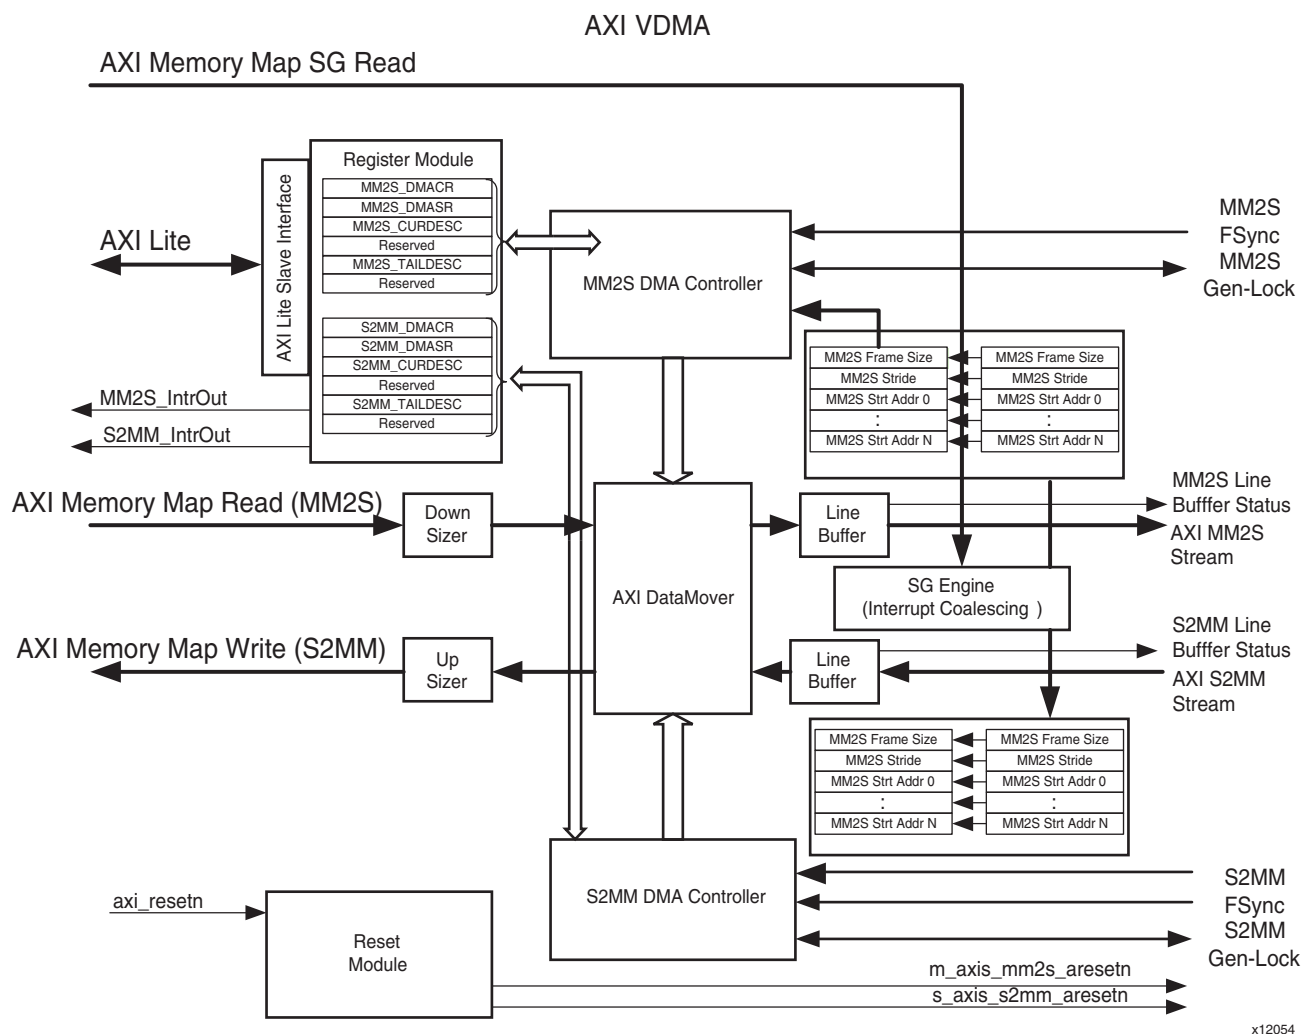 AXI VDMA
AXI Memory Map SG Read
Register Module
MM2S_DMACR
MM2S_DMASR
MM2S_CURDESC
Reserved
MM2S_TAILDESC
Reserved
AXI Lite Slave Interface
AXI Lite
S2MM_DMACR
S2MM_DMASR
S2MM_CURDESC
Reserved
S2MM_TAILDESC
Reserved
MM2S_IntrOut
S2MM_IntrOut
MM2S DMA Controller
MM2S
FSync
MM2S
Gen-Lock
MM2S Frame Size
MM2S Frame Size
MM2S Stride
MM2S Stride
MM2S Strt Addr 0
MM2S Strt Addr 0
:
:
MM2S Strt Addr N
MM2S Strt Addr N
AXI Memory Map Read (MM2S)
Down
Sizer
AXI DataMover
Line
Buffer
MM2S Line
Bufffer Status
AXI MM2S
Stream
SG Engine
(Interrupt Coalescing )
AXI Memory Map Write (S2MM)
Up
Sizer
Line
Buffer
S2MM Line
Bufffer Status
AXI S2MM
Stream
MM2S Frame Size
MM2S Frame Size
MM2S Stride
MM2S Stride
MM2S Strt Addr 0
MM2S Strt Addr 0
:
:
MM2S Strt Addr N
MM2S Strt Addr N
S2MM DMA Controller
S2MM
FSync
S2MM
Gen-Lock
axi_resetn
Reset
Module
m_axis_mm2s_aresetn
s_axis_s2mm_aresetn
x12054